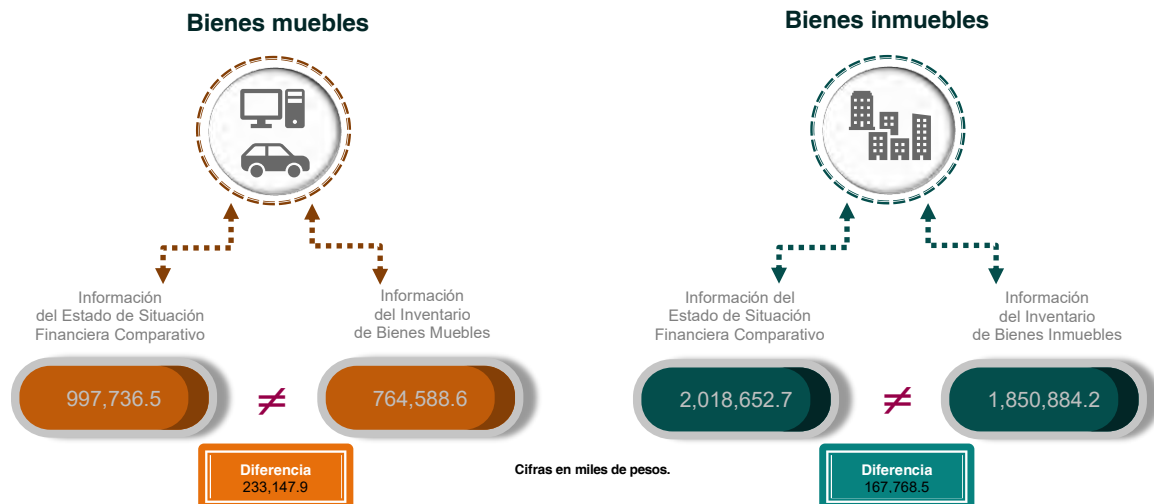 Bienes muebles
Información
del Estado de Situación
Financiera Comparativo
Información
del Inventario
de Bienes Muebles
997,736.5
≠
764,588.6
Diferencia
233,147.9
Cifras en miles de pesos.
Bienes inmuebles
Información del
Estado de Situación
Financiera Comparativo
Información
del Inventario
de Bienes Inmuebles
2,018,652.7
≠
1,850,884.2
Diferencia
167,768.5